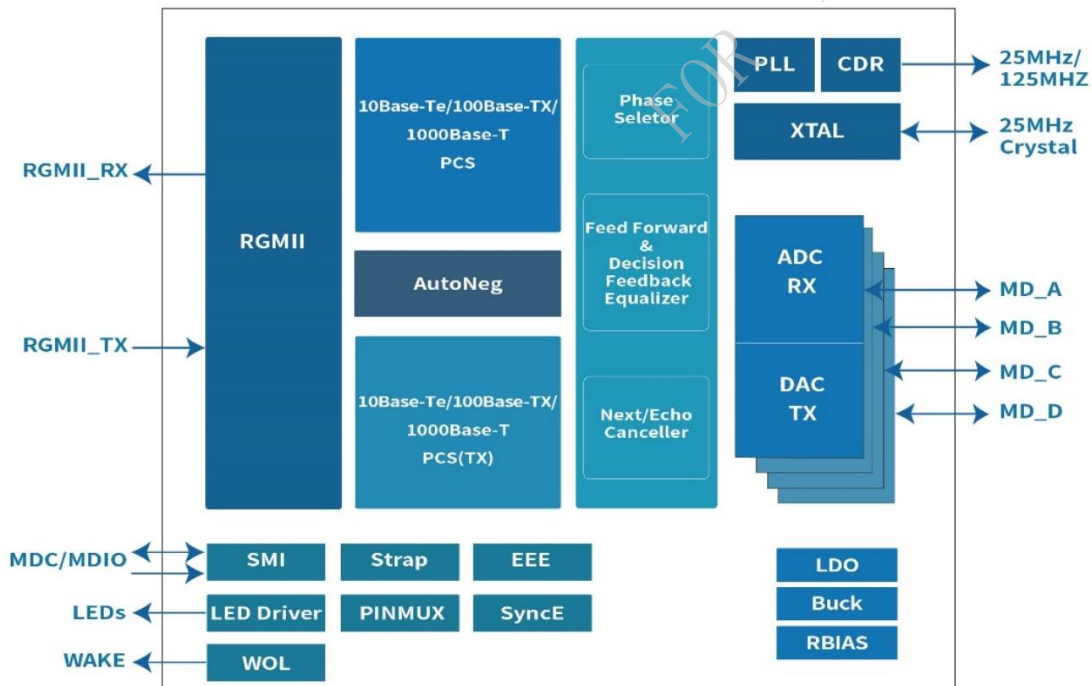 PLL
CDR
25MHz/
125MHZ
10Base-Te/100Base-TX/
1000Base-T
PCS
Phase
Seletor
FOR
XTAL
25MHz
Crystal
RGMII_RX
RGMII
Feed Forward
&
Decision
Feedback
Equalizer
ADC
RX
AutoNeg
MD_A
MD_B
RGMII_TX
MD_C
DAC
TX
MD_D
10Base-Te/100Base-TX/
1000Base-T
PCS(TX)
Next/Echo
Canceller
MDC/MDIO
SMI
Strap
EEE
LDO
LEDs
LED Driver
PINMUX
SyncE
Buck
WAKE
WOL
RBIAS